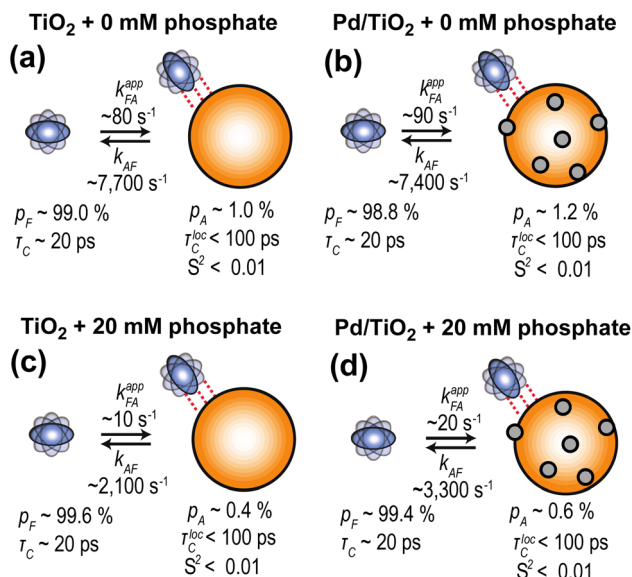 TiO2 + 0 mM phosphate
(a)
k_FA^app
~80 s⁻¹
k_AF
~7,700 s⁻¹
p_F ~ 99.0 %
τ_C ~ 20 ps
p_A ~ 1.0 %
τ_C^loc < 100 ps
S² < 0.01
Pd/TiO2 + 0 mM phosphate
(b)
k_FA^app
~90 s⁻¹
k_AF
~7,400 s⁻¹
p_F ~ 98.8 %
τ_C ~ 20 ps
p_A ~ 1.2 %
τ_C^loc < 100 ps
S² < 0.01
TiO2 + 20 mM phosphate
(c)
k_FA^app
~10 s⁻¹
k_AF
~2,100 s⁻¹
p_F ~ 99.6 %
τ_C ~ 20 ps
p_A ~ 0.4 %
τ_C^loc < 100 ps
S² < 0.01
Pd/TiO2 + 20 mM phosphate
(d)
k_FA^app
~20 s⁻¹
k_AF
~3,300 s⁻¹
p_F ~ 99.4 %
τ_C ~ 20 ps
p_A ~ 0.6 %
τ_C^loc < 100 ps
S² < 0.01